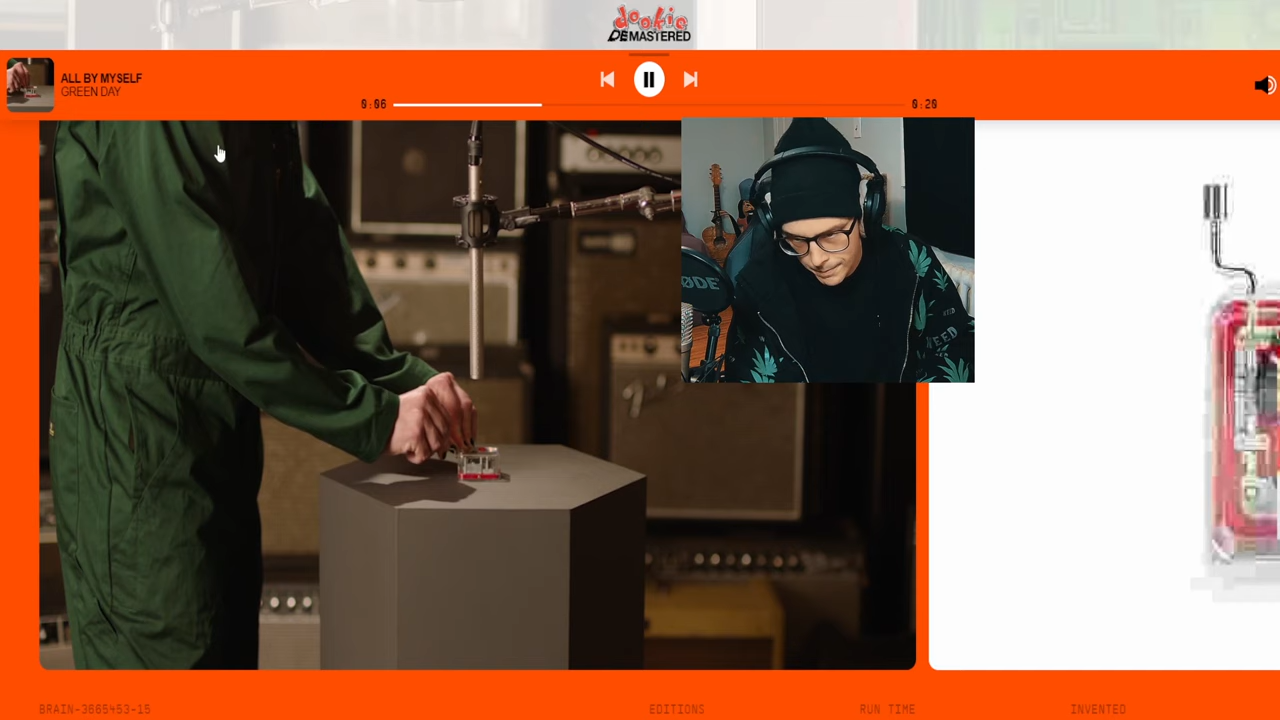 dookie
DEMASTERED
ALL BY MYSELF
GREEN DAY
0:06
0:20
RØDE
WEED
BRAIN-3665453-15
EDITIONS
RUN TIME
INVENTED